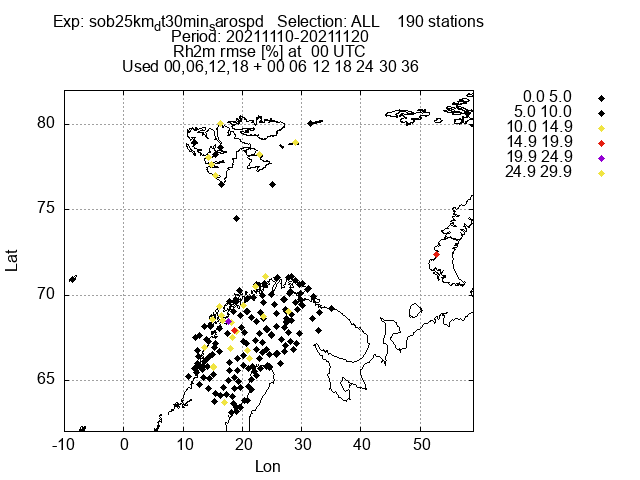 Exp: sob25km_dt30min_sarospd   Selection: ALL    190 stations
Period: 20211110-20211120
Rh2m rmse [%] at  00 UTC
Used 00,06,12,18 + 00 06 12 18 24 30 36
0.0 5.0
5.0 10.0
10.0 14.9
14.9 19.9
19.9 24.9
24.9 29.9
80
75
70
65
Lat
-10 0 10 20 30 40 50
Lon